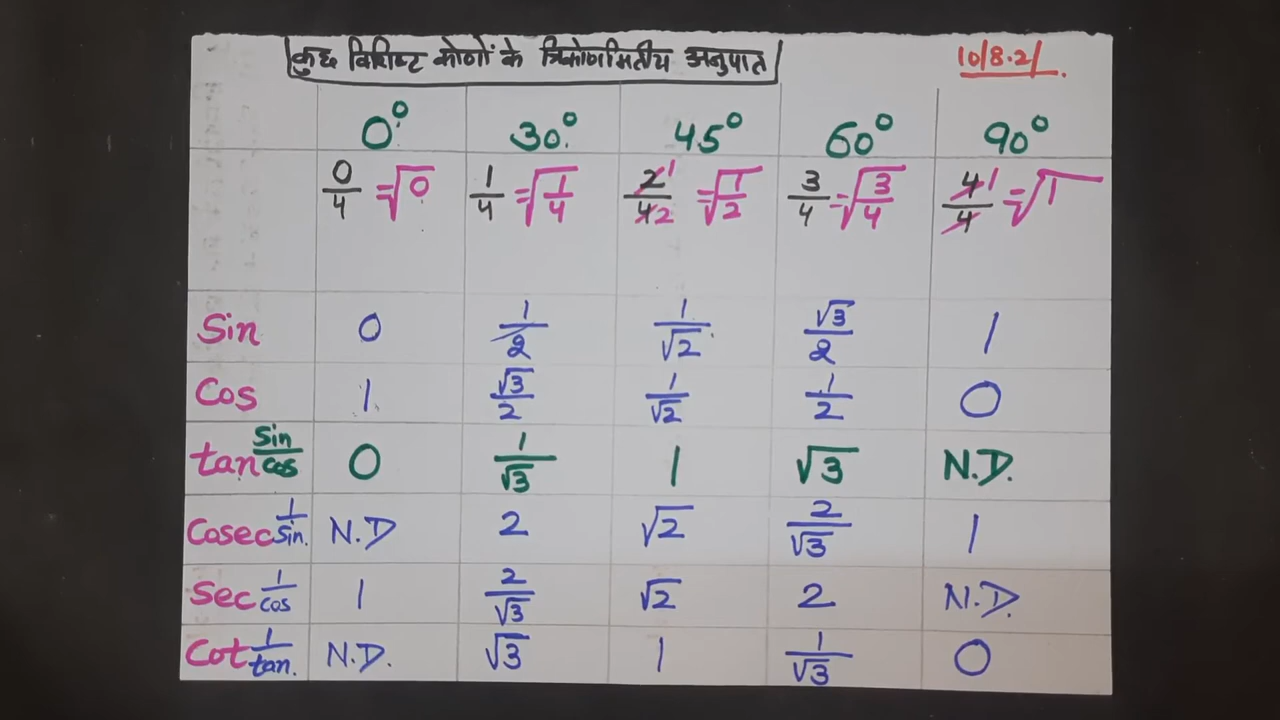 कुछ विशिष्ट कोणों के त्रिकोणमितीय अनुपात
10/8.21
0° 30° 45° 60° 90°
0/4 =√0 1/4 =√1/4 2/4 1 2 =√1/2 3/4 =√3/4 4/4 1 =√1
Sin 0 1/2 1/√2 √3/2 1
Cos 1 √3/2 1/√2 1/2 0
tan sin/cos 0 1/√3 1 √3 N.D.
Cosec 1/sin. N.D 2 √2 2/√3 1
Sec 1/cos 1 2/√3 √2 2 N.D.
Cot 1/tan. N.D. √3 1 1/√3 0